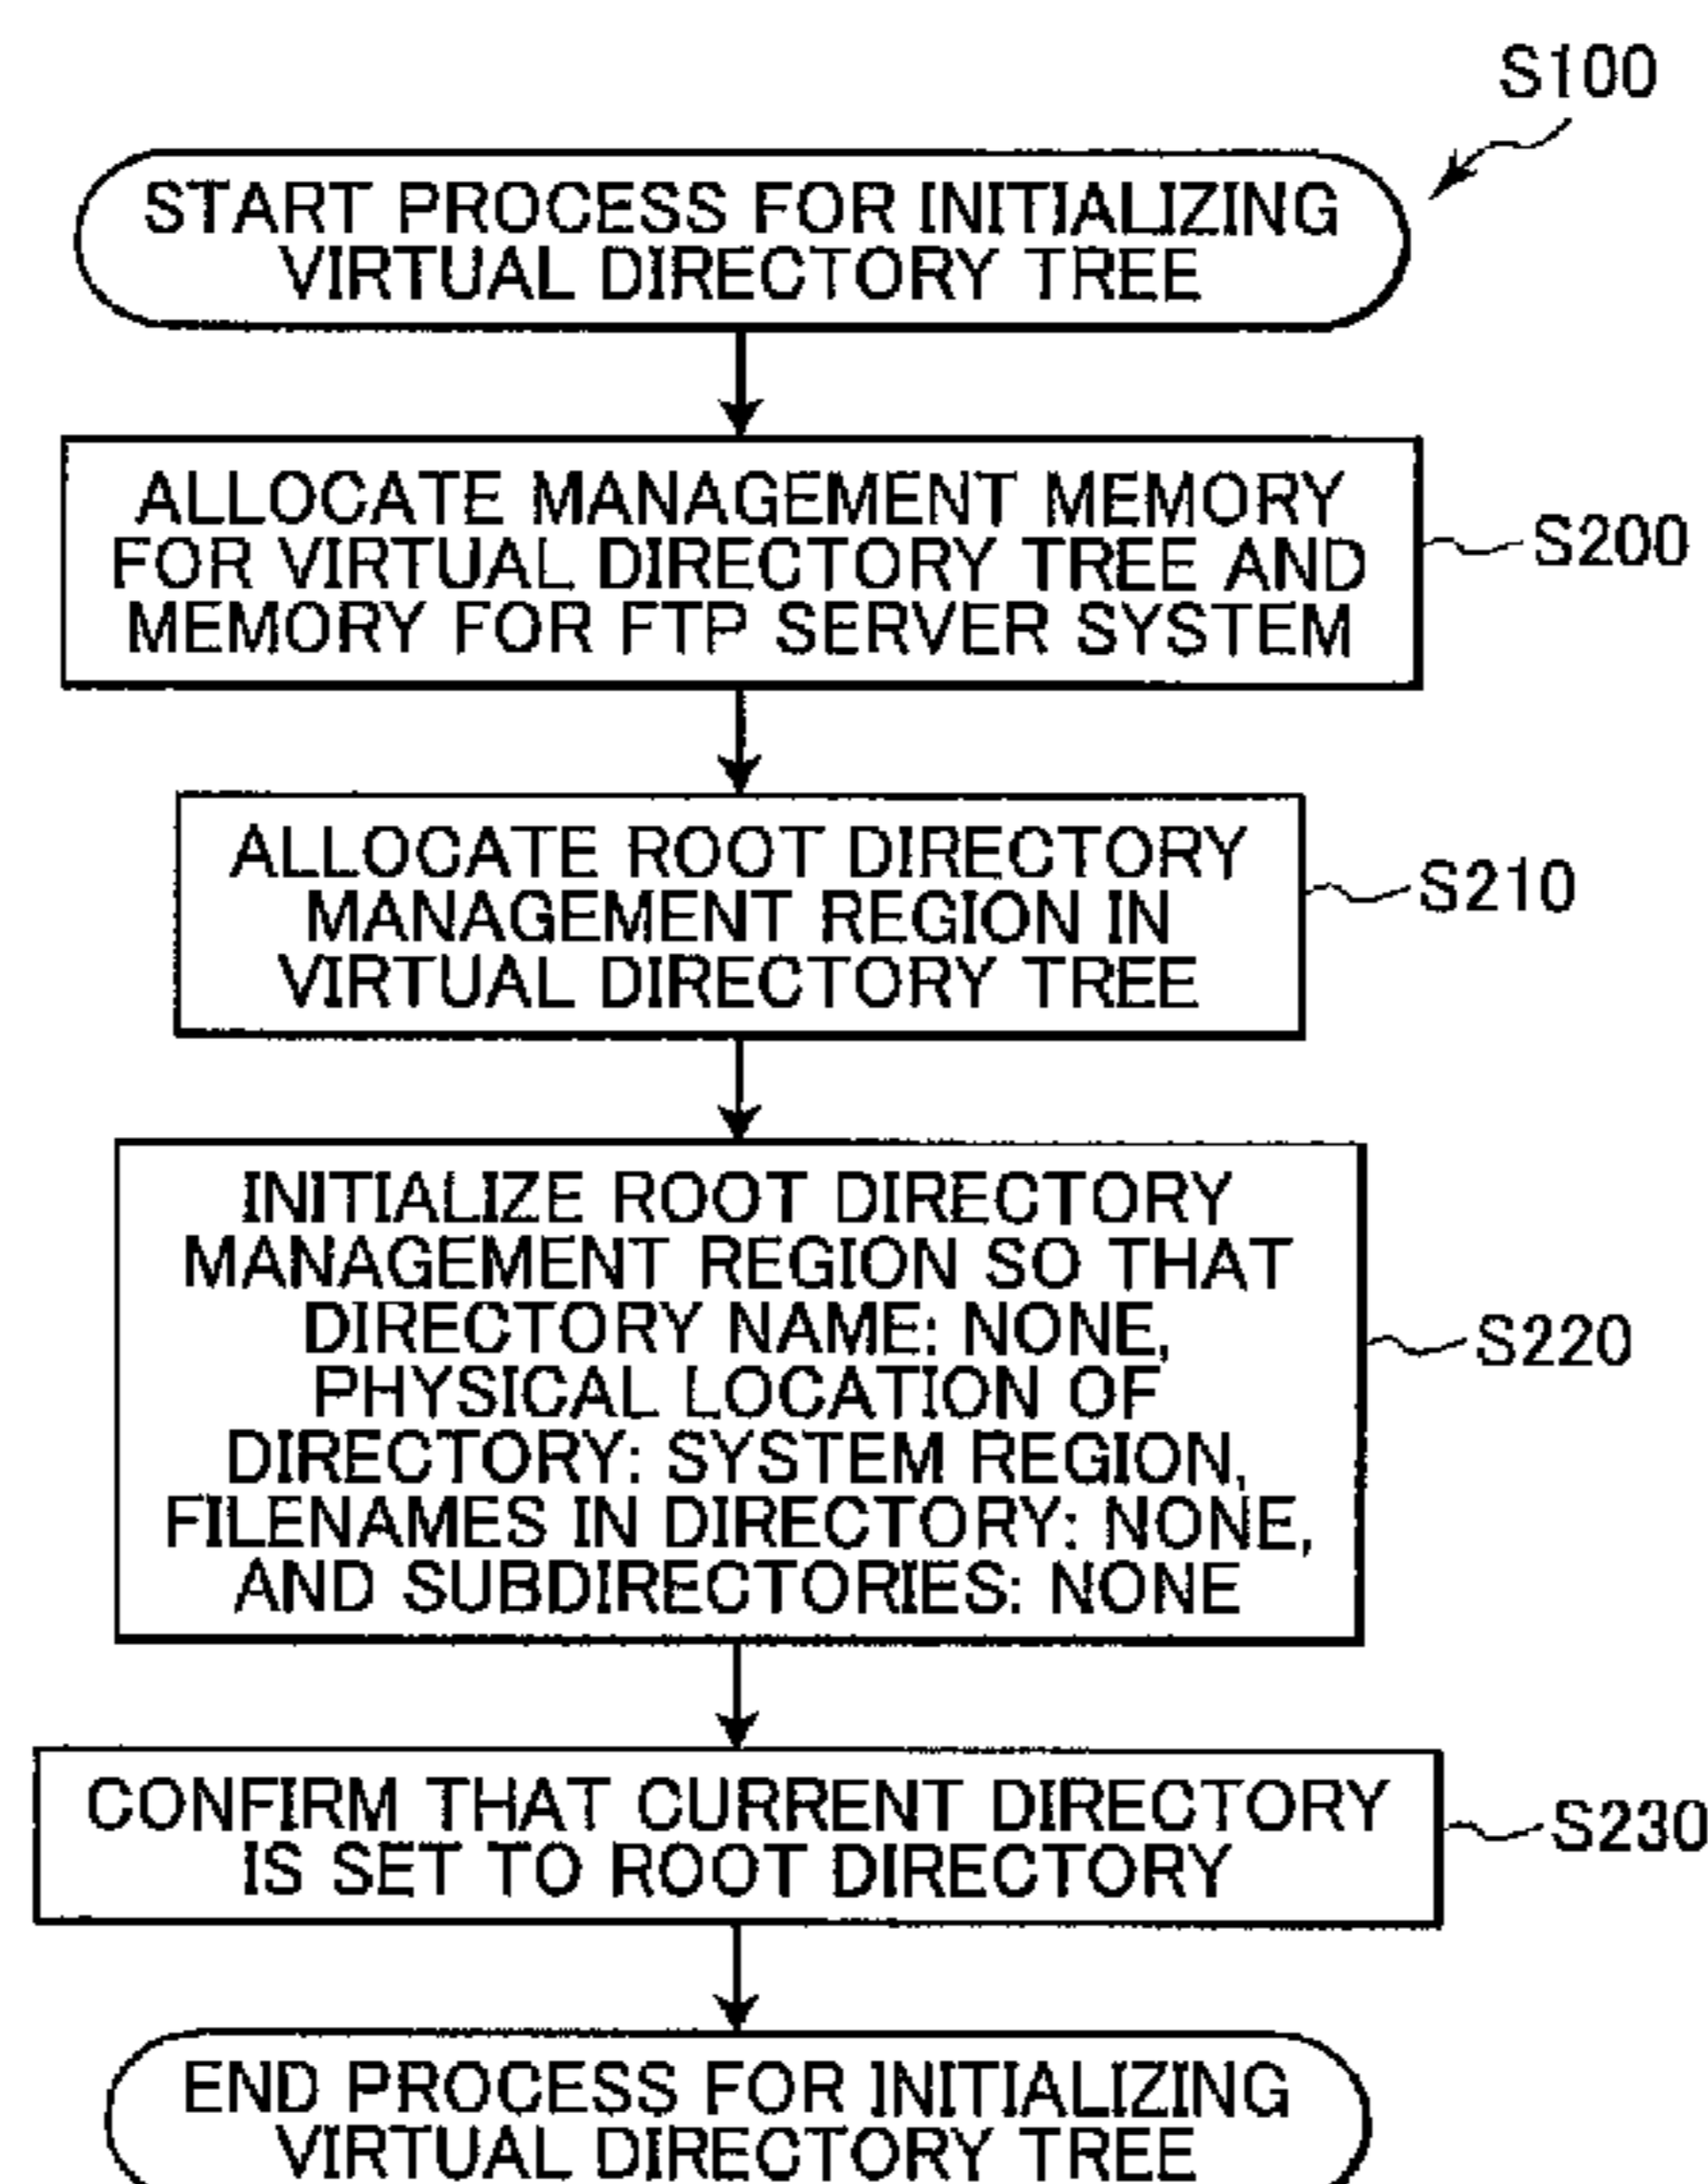 S100
START PROCESS FOR INITIALIZING
VIRTUAL DIRECTORY TREE
ALLOCATE MANAGEMENT MEMORY
FOR VIRTUAL DIRECTORY TREE AND
MEMORY FOR FTP SERVER SYSTEM
S200
ALLOCATE ROOT DIRECTORY
MANAGEMENT REGION IN
VIRTUAL DIRECTORY TREE
S210
INITIALIZE ROOT DIRECTORY
MANAGEMENT REGION SO THAT
DIRECTORY NAME: NONE,
PHYSICAL LOCATION OF
DIRECTORY: SYSTEM REGION,
FILENAMES IN DIRECTORY: NONE,
AND SUBDIRECTORIES: NONE
S220
CONFIRM THAT CURRENT DIRECTORY
IS SET TO ROOT DIRECTORY
S230
END PROCESS FOR INITIALIZING
VIRTUAL DIRECTORY TREE